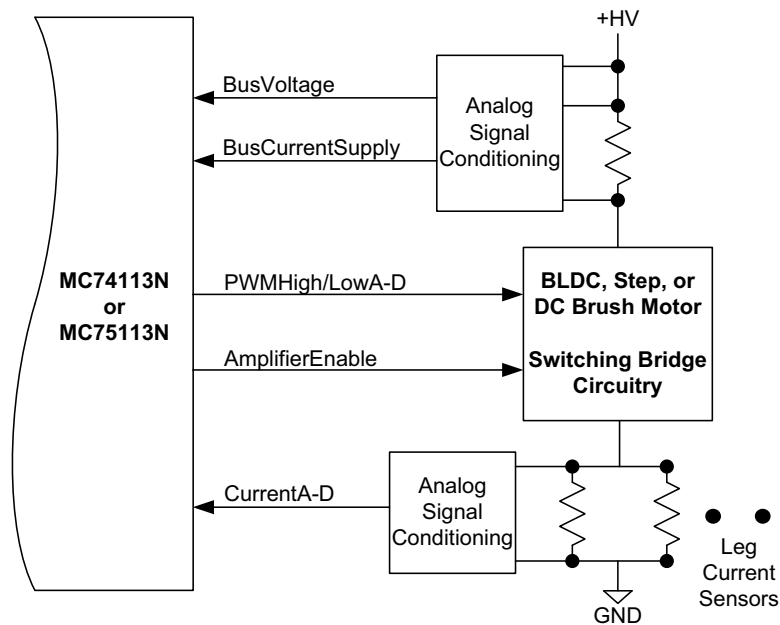 +HV
BusVoltage
Analog
Signal
Conditioning
BusCurrentSupply
MC74113N
or
MC75113N
PWMHigh/LowA-D
BLDC, Step, or
DC Brush Motor
AmplifierEnable
Switching Bridge
Circuitry
CurrentA-D
Analog
Signal
Conditioning
Leg
Current
Sensors
GND